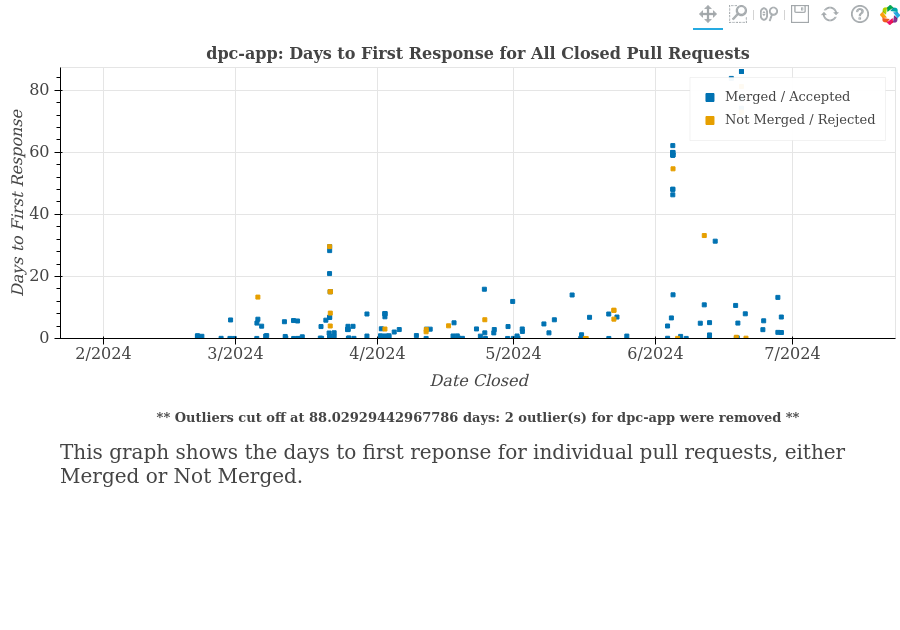 dpc-app: Days to First Response for All Closed Pull Requests
Merged / Accepted
Not Merged / Rejected
Days to First Response
80
60
40
20
0
2/2024
3/2024
4/2024
5/2024
6/2024
7/2024
Date Closed
** Outliers cut off at 88.02929442967786 days: 2 outlier(s) for dpc-app were removed **
This graph shows the days to first reponse for individual pull requests, either
Merged or Not Merged.